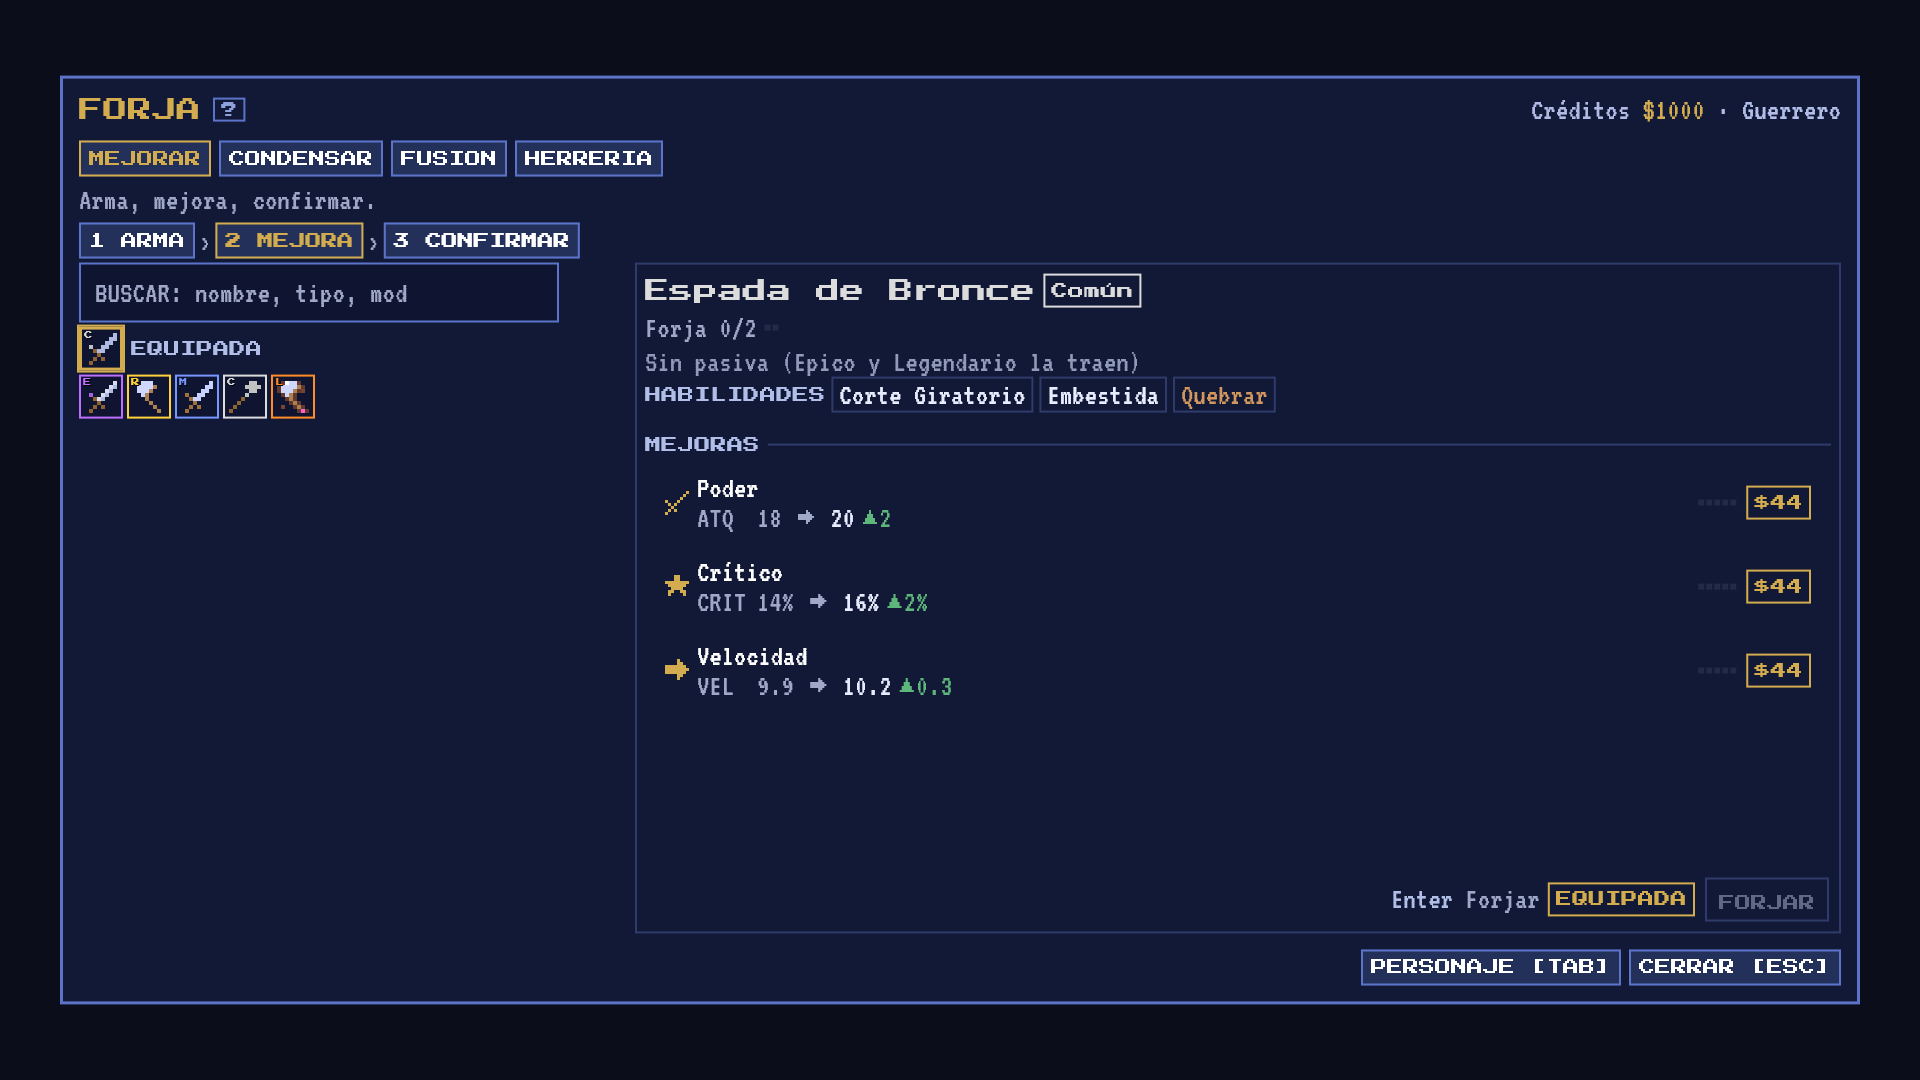 FORJA ?
Créditos $1000 · Guerrero
MEJORAR CONDENSAR FUSION HERRERIA
Arma, mejora, confirmar.
1 ARMA › 2 MEJORA › 3 CONFIRMAR
BUSCAR: nombre, tipo, mod
C EQUIPADA
E R M C L
Espada de Bronce Común
Forja 0/2
Sin pasiva (Epico y Legendario la traen)
HABILIDADES Corte Giratorio Embestida Quebrar
MEJORAS
Poder
ATQ 18 → 20 ▲2
$44
Crítico
CRIT 14% → 16% ▲2%
$44
Velocidad
VEL 9.9 → 10.2 ▲0.3
$44
Enter Forjar EQUIPADA FORJAR
PERSONAJE [TAB] CERRAR [ESC]